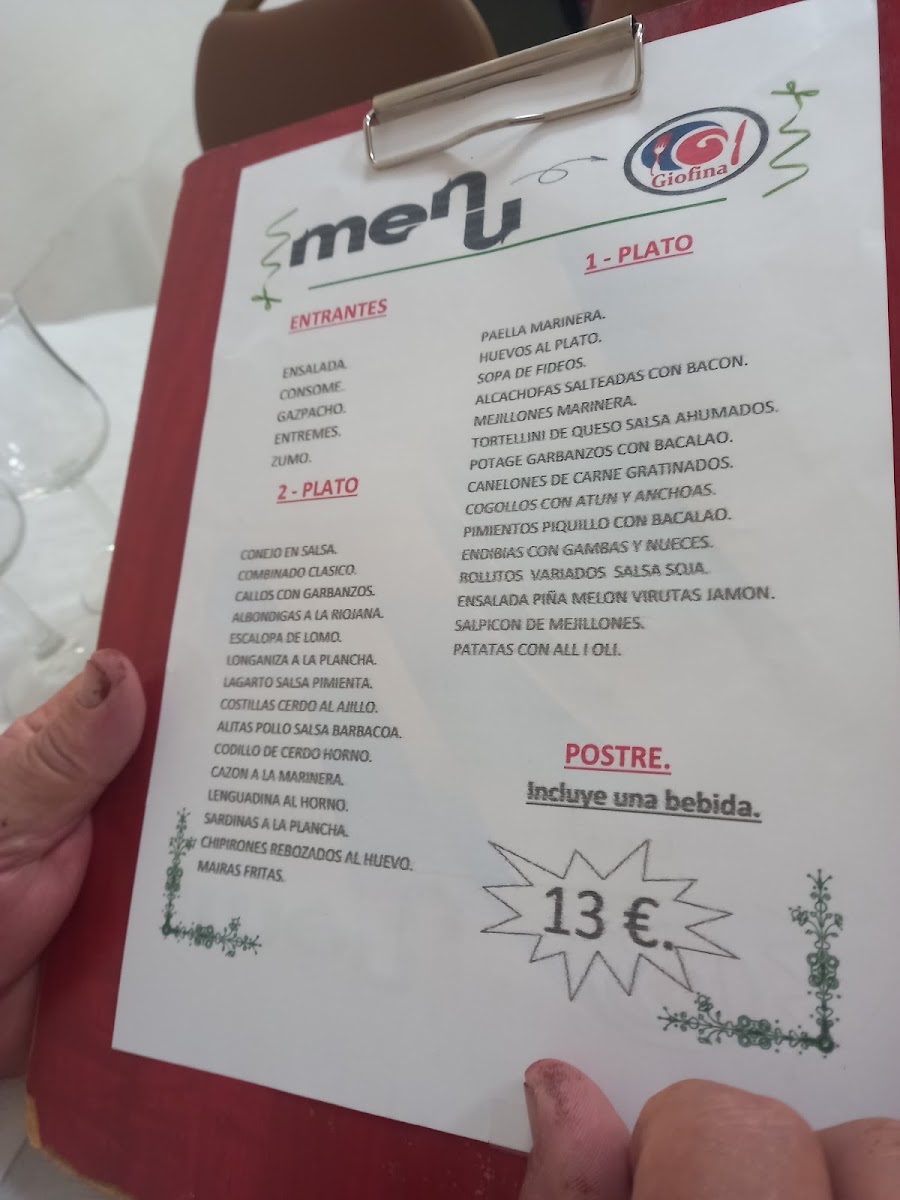 menu
Giofina
ENTRANTES
ENSALADA.
CONSOME.
GAZPACHO.
ENTREMES.
ZUMO.
1 - PLATO
PAELLA MARINERA.
HUEVOS AL PLATO.
SOPA DE FIDEOS.
ALCACHOFAS SALTEADAS CON BACON.
MEJILLONES MARINERA.
TORTELLINI DE QUESO SALSA AHUMADOS.
POTAGE GARBANZOS CON BACALAO.
CANELONES DE CARNE GRATINADOS.
COGOLLOS CON ATUN Y ANCHOAS.
PIMIENTOS PIQUILLO CON BACALAO.
ENDIBIAS CON GAMBAS Y NUECES.
ROLLITOS VARIADOS SALSA SOJA.
ENSALADA PIÑA MELON VIRUTAS JAMON.
SALPICON DE MEJILLONES.
PATATAS CON ALL I OLI.
2 - PLATO
CONEJO EN SALSA.
COMBINADO CLASICO.
CALLOS CON GARBANZOS.
ALBONDIGAS A LA RIOJANA.
ESCALOPA DE LOMO.
LONGANIZA A LA PLANCHA.
LAGARTO SALSA PIMIENTA.
COSTILLAS CERDO AL AJILLO.
ALITAS POLLO SALSA BARBACOA.
CODILLO DE CERDO HORNO.
CAZON A LA MARINERA.
LENGUADINA AL HORNO.
SARDINAS A LA PLANCHA.
CHIPIRONES REBOZADOS AL HUEVO.
MAIRAS FRITAS.
POSTRE.
Incluye una bebida.
13 €.